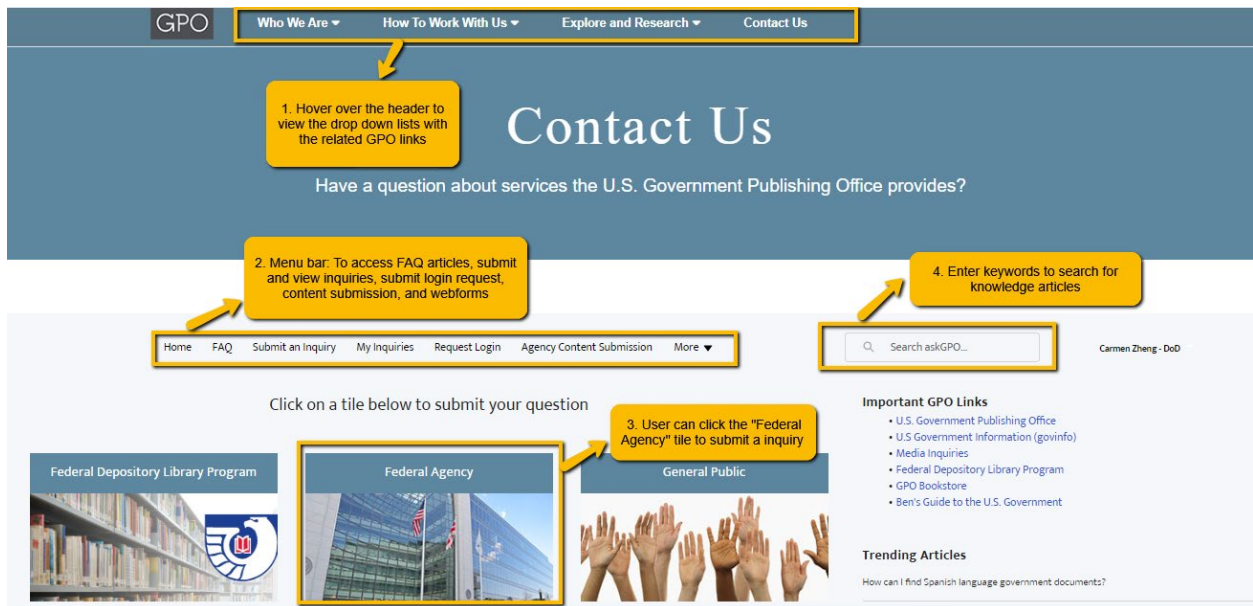 GPO
Who We Are
How To Work With Us
Explore and Research
Contact Us
1. Hover over the header to
view the drop down lists with
the related GPO links
Contact Us
Have a question about services the U.S. Government Publishing Office provides?
2. Menu bar: To access FAQ articles, submit
and view inquiries, submit login request,
content submission, and webforms
4. Enter keywords to search for
knowledge articles
Home FAQ Submit an Inquiry My Inquiries Request Login Agency Content Submission More
Search askGPO...
Carmen Zheng - DoD
Click on a tile below to submit your question
3. User can click the "Federal
Agency" tile to submit a inquiry
Federal Depository Library Program
Federal Agency
General Public
Important GPO Links
• U.S. Government Publishing Office
• U.S Government Information (govinfo)
• Media Inquiries
• Federal Depository Library Program
• GPO Bookstore
• Ben's Guide to the U.S. Government
Trending Articles
How can I find Spanish language government documents?